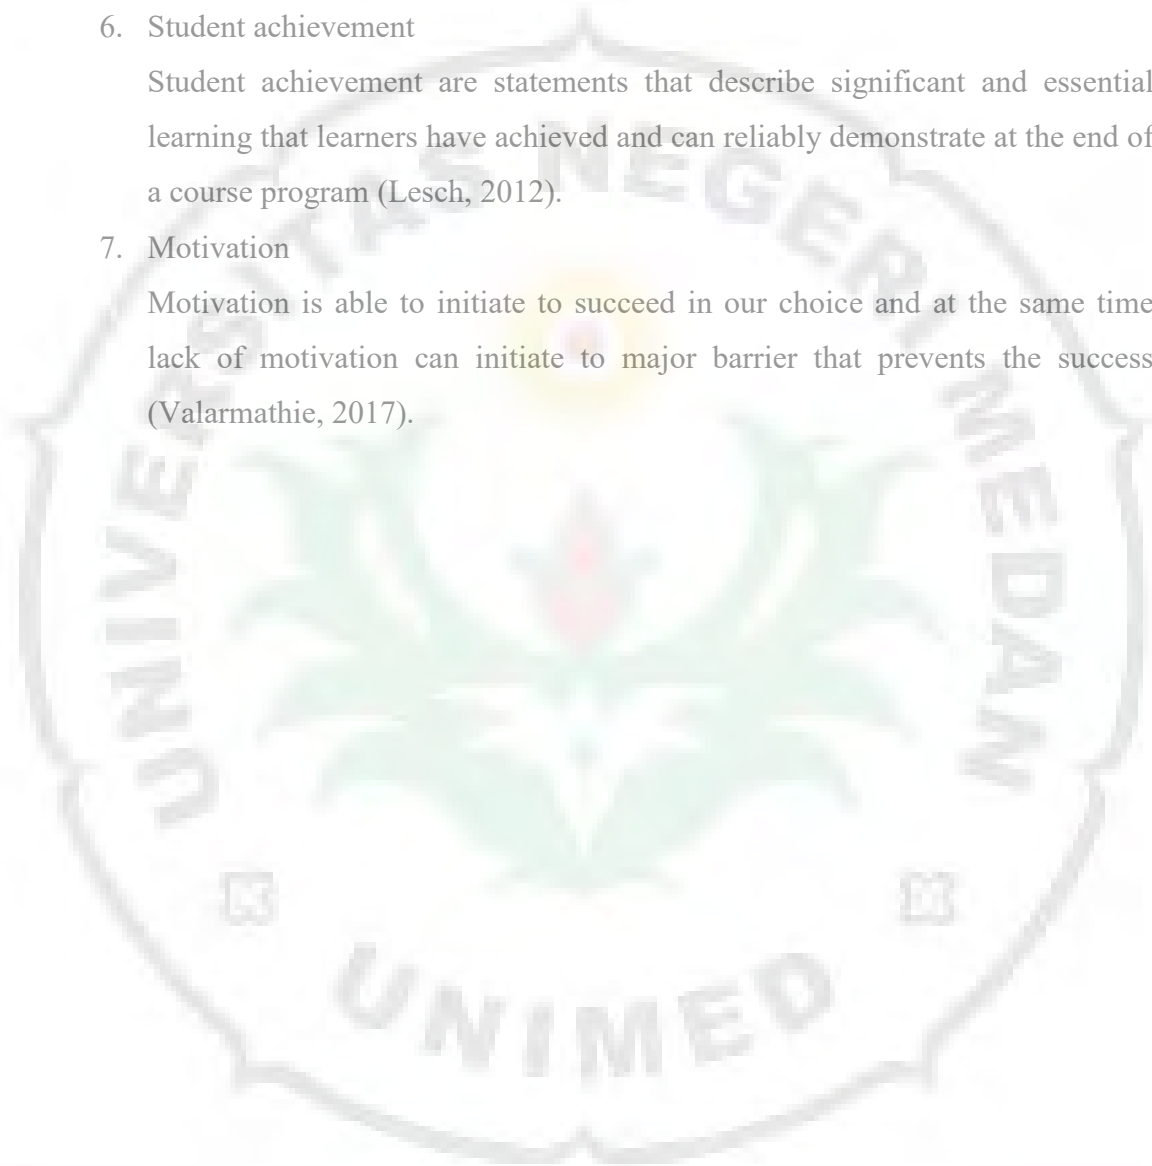 6. Student achievement
Student achievement are statements that describe significant and essential
learning that learners have achieved and can reliably demonstrate at the end of
a course program (Lesch, 2012).
7. Motivation
Motivation is able to initiate to succeed in our choice and at the same time
lack of motivation can initiate to major barrier that prevents the success
(Valarmathie, 2017).
UNIVERSITAS NEGERI MEDAN
UNIMED